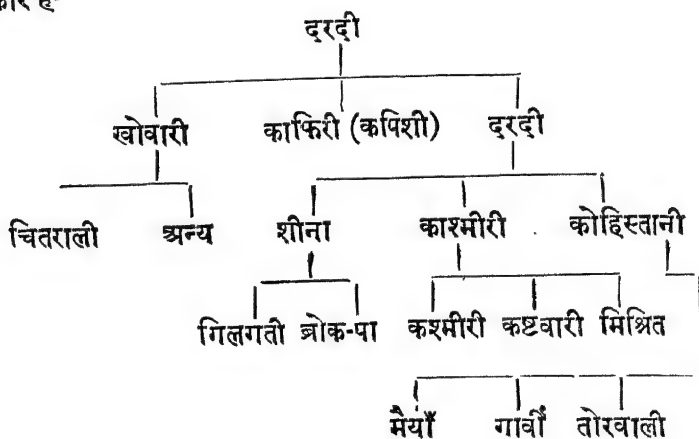 दरदी
खोवारी काफिरी (कपिशी) दरदी
चितराली अन्य शीना काश्मीरी कोहिस्तानी
गिलगती ब्रोक-पा कश्मीरी कष्टवारी मिश्रित
मैयाँ गार्वी तोरवाली